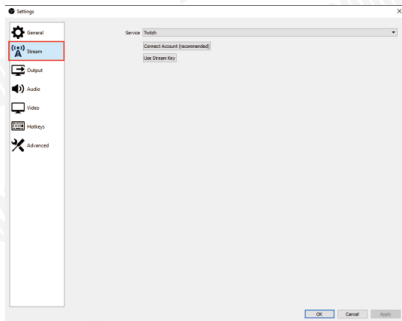 Settings
General
Stream
Output
Audio
Video
Hotkeys
Advanced
Service Twitch
Connect Account (recommended)
Use Stream Key
OK Cancel Apply